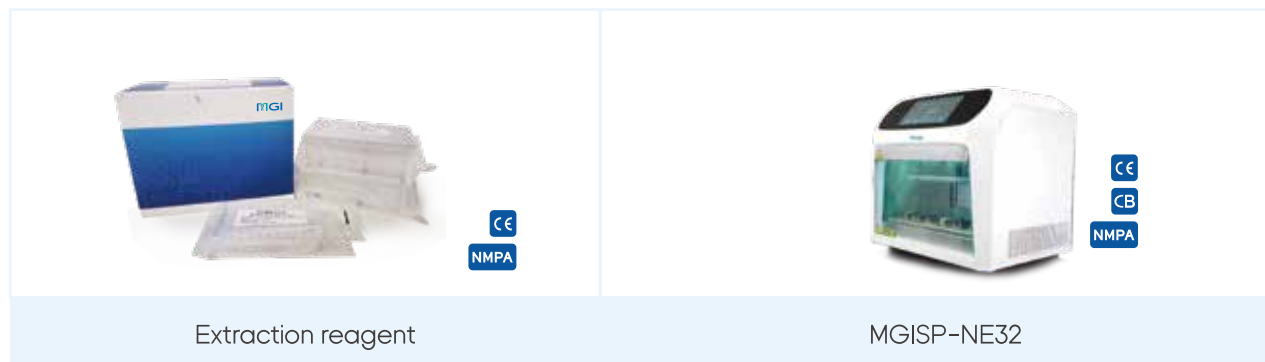 MGI
CE
NMPA
CE
CB
NMPA
Extraction reagent
MGISP-NE32